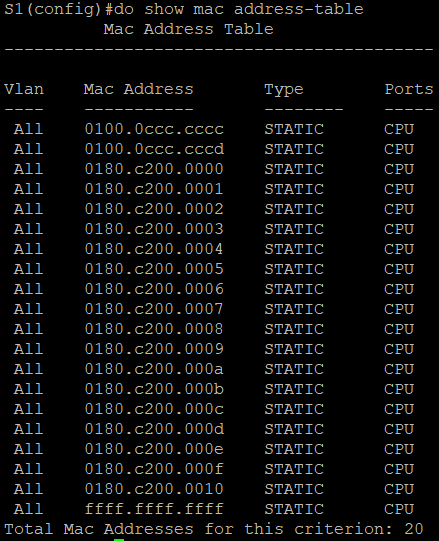 S1(config)#do show mac address-table
          Mac Address Table
-------------------------------------------

Vlan    Mac Address       Type        Ports
----    -----------       --------    -----
 All    0100.0ccc.cccc    STATIC      CPU
 All    0100.0ccc.cccd    STATIC      CPU
 All    0180.c200.0000    STATIC      CPU
 All    0180.c200.0001    STATIC      CPU
 All    0180.c200.0002    STATIC      CPU
 All    0180.c200.0003    STATIC      CPU
 All    0180.c200.0004    STATIC      CPU
 All    0180.c200.0005    STATIC      CPU
 All    0180.c200.0006    STATIC      CPU
 All    0180.c200.0007    STATIC      CPU
 All    0180.c200.0008    STATIC      CPU
 All    0180.c200.0009    STATIC      CPU
 All    0180.c200.000a    STATIC      CPU
 All    0180.c200.000b    STATIC      CPU
 All    0180.c200.000c    STATIC      CPU
 All    0180.c200.000d    STATIC      CPU
 All    0180.c200.000e    STATIC      CPU
 All    0180.c200.000f    STATIC      CPU
 All    0180.c200.0010    STATIC      CPU
 All    ffff.ffff.ffff    STATIC      CPU
Total Mac Addresses for this criterion: 20